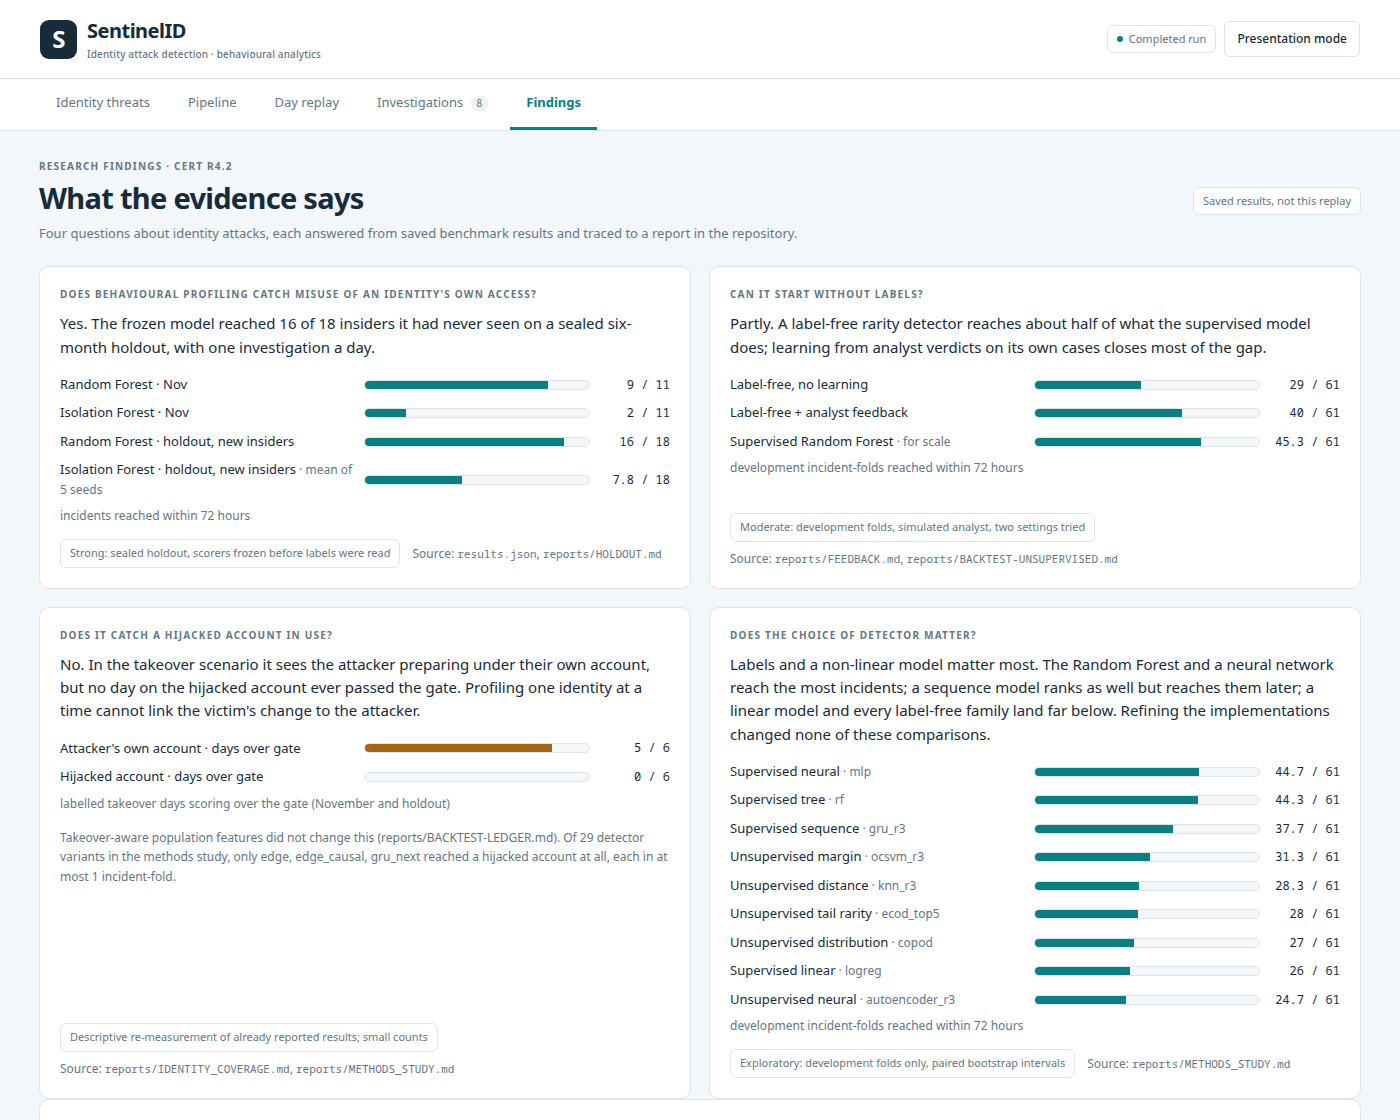 S
SentinelID
Identity attack detection · behavioural analytics
Completed run
Presentation mode
Identity threats
Pipeline
Day replay
Investigations 8
Findings
RESEARCH FINDINGS · CERT R4.2
What the evidence says
Saved results, not this replay
Four questions about identity attacks, each answered from saved benchmark results and traced to a report in the repository.
DOES BEHAVIOURAL PROFILING CATCH MISUSE OF AN IDENTITY'S OWN ACCESS?
Yes. The frozen model reached 16 of 18 insiders it had never seen on a sealed six-
month holdout, with one investigation a day.
Random Forest · Nov 9 / 11
Isolation Forest · Nov 2 / 11
Random Forest · holdout, new insiders 16 / 18
Isolation Forest · holdout, new insiders · mean of
5 seeds 7.8 / 18
incidents reached within 72 hours
Strong: sealed holdout, scorers frozen before labels were read
Source: results.json, reports/HOLDOUT.md
CAN IT START WITHOUT LABELS?
Partly. A label-free rarity detector reaches about half of what the supervised model
does; learning from analyst verdicts on its own cases closes most of the gap.
Label-free, no learning 29 / 61
Label-free + analyst feedback 40 / 61
Supervised Random Forest · for scale 45.3 / 61
development incident-folds reached within 72 hours
Moderate: development folds, simulated analyst, two settings tried
Source: reports/FEEDBACK.md, reports/BACKTEST-UNSUPERVISED.md
DOES IT CATCH A HIJACKED ACCOUNT IN USE?
No. In the takeover scenario it sees the attacker preparing under their own account,
but no day on the hijacked account ever passed the gate. Profiling one identity at a
time cannot link the victim's change to the attacker.
Attacker's own account · days over gate 5 / 6
Hijacked account · days over gate 0 / 6
labelled takeover days scoring over the gate (November and holdout)
Takeover-aware population features did not change this (reports/BACKTEST-LEDGER.md). Of 29 detector
variants in the methods study, only edge, edge_causal, gru_next reached a hijacked account at all, each in at
most 1 incident-fold.
Descriptive re-measurement of already reported results; small counts
Source: reports/IDENTITY_COVERAGE.md, reports/METHODS_STUDY.md
DOES THE CHOICE OF DETECTOR MATTER?
Labels and a non-linear model matter most. The Random Forest and a neural network
reach the most incidents; a sequence model ranks as well but reaches them later; a
linear model and every label-free family land far below. Refining the implementations
changed none of these comparisons.
Supervised neural · mlp 44.7 / 61
Supervised tree · rf 44.3 / 61
Supervised sequence · gru_r3 37.7 / 61
Unsupervised margin · ocsvm_r3 31.3 / 61
Unsupervised distance · knn_r3 28.3 / 61
Unsupervised tail rarity · ecod_top5 28 / 61
Unsupervised distribution · copod 27 / 61
Supervised linear · logreg 26 / 61
Unsupervised neural · autoencoder_r3 24.7 / 61
development incident-folds reached within 72 hours
Exploratory: development folds only, paired bootstrap intervals
Source: reports/METHODS_STUDY.md